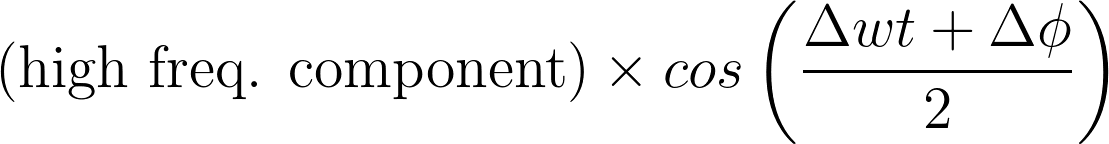 (high freq. component) × cos((Δwt + Δϕ)/2)